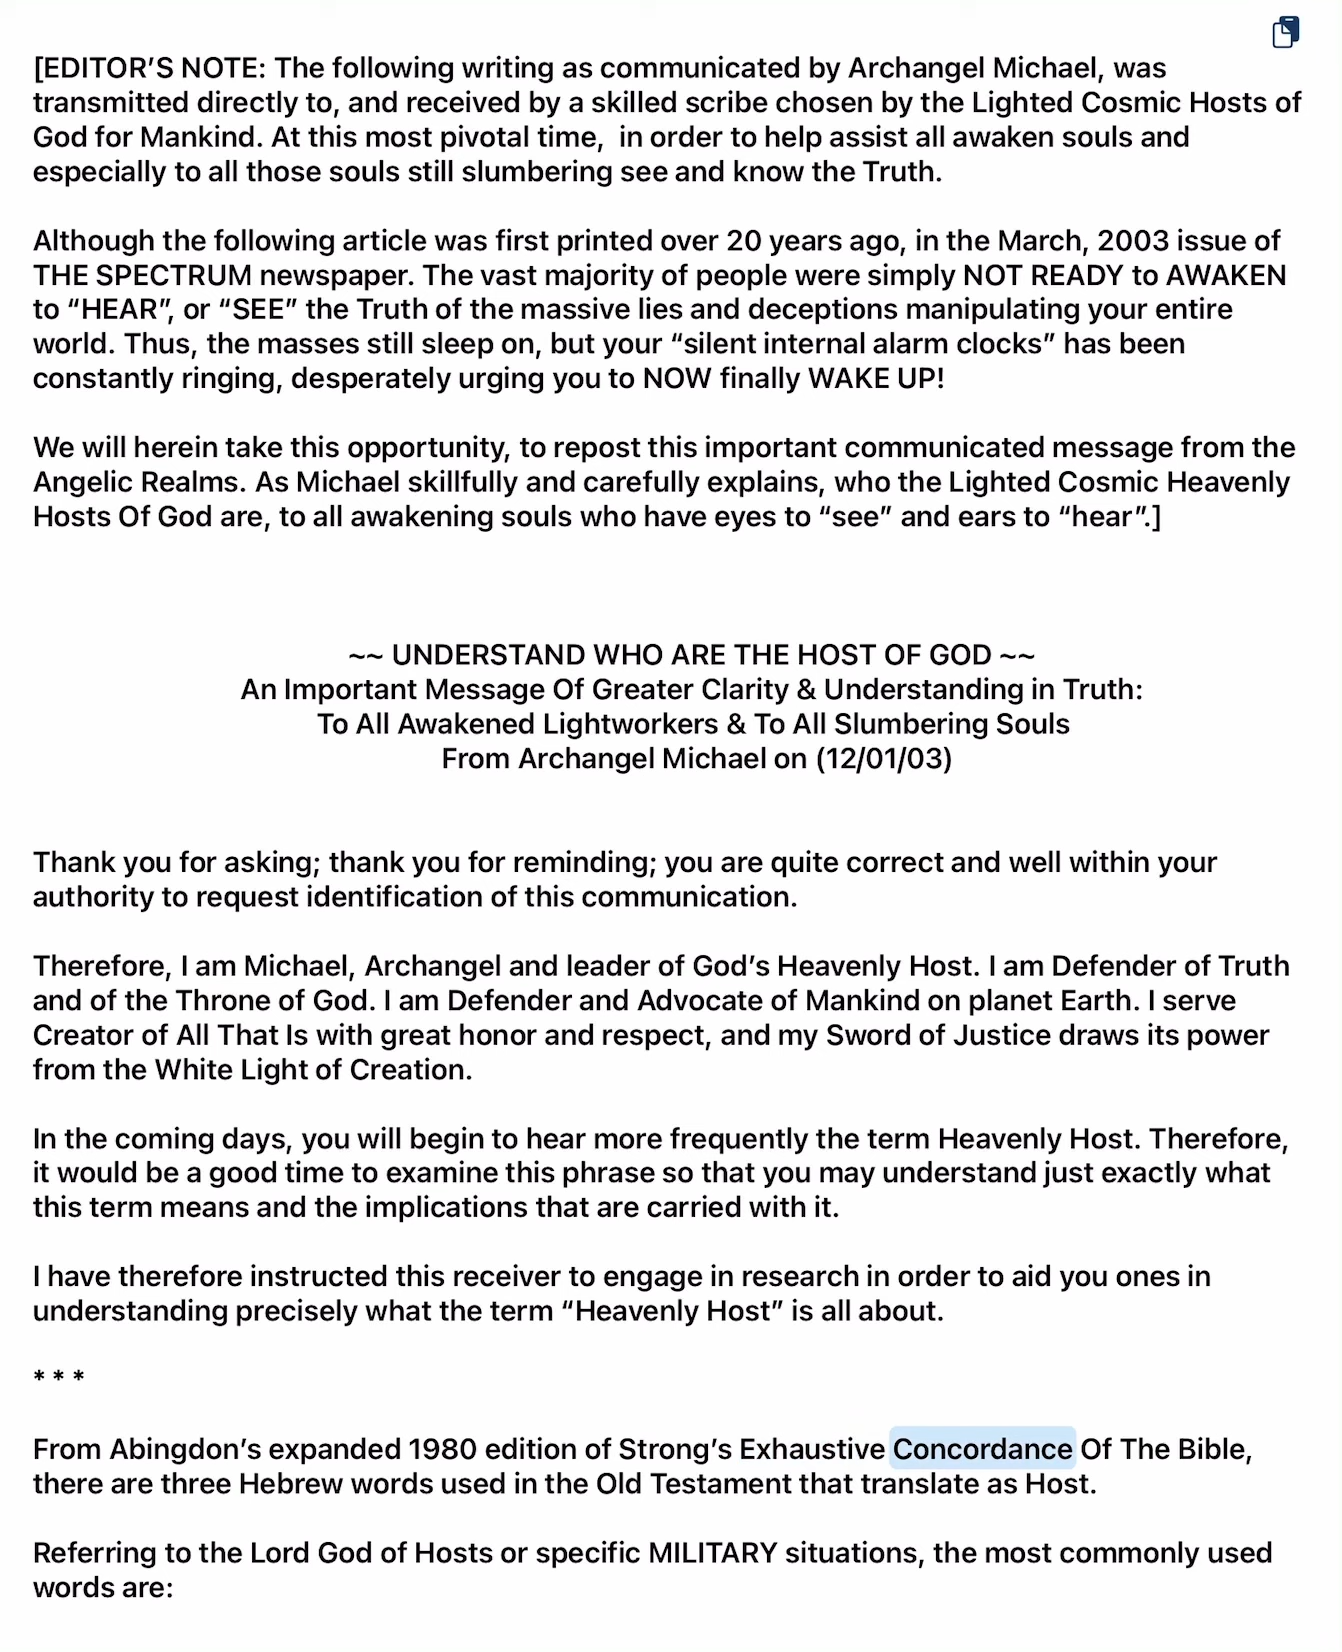 [EDITOR’S NOTE: The following writing as communicated by Archangel Michael, was
transmitted directly to, and received by a skilled scribe chosen by the Lighted Cosmic Hosts of
God for Mankind. At this most pivotal time,  in order to help assist all awaken souls and
especially to all those souls still slumbering see and know the Truth.

Although the following article was first printed over 20 years ago, in the March, 2003 issue of
THE SPECTRUM newspaper. The vast majority of people were simply NOT READY to AWAKEN
to “HEAR”, or “SEE” the Truth of the massive lies and deceptions manipulating your entire
world. Thus, the masses still sleep on, but your “silent internal alarm clocks” has been
constantly ringing, desperately urging you to NOW finally WAKE UP!

We will herein take this opportunity, to repost this important communicated message from the
Angelic Realms. As Michael skillfully and carefully explains, who the Lighted Cosmic Heavenly
Hosts Of God are, to all awakening souls who have eyes to “see” and ears to “hear”.]

~~ UNDERSTAND WHO ARE THE HOST OF GOD ~~
An Important Message Of Greater Clarity & Understanding in Truth:
To All Awakened Lightworkers & To All Slumbering Souls
From Archangel Michael on (12/01/03)

Thank you for asking; thank you for reminding; you are quite correct and well within your
authority to request identification of this communication.

Therefore, I am Michael, Archangel and leader of God’s Heavenly Host. I am Defender of Truth
and of the Throne of God. I am Defender and Advocate of Mankind on planet Earth. I serve
Creator of All That Is with great honor and respect, and my Sword of Justice draws its power
from the White Light of Creation.

In the coming days, you will begin to hear more frequently the term Heavenly Host. Therefore,
it would be a good time to examine this phrase so that you may understand just exactly what
this term means and the implications that are carried with it.

I have therefore instructed this receiver to engage in research in order to aid you ones in
understanding precisely what the term “Heavenly Host” is all about.

* * *

From Abingdon’s expanded 1980 edition of Strong’s Exhaustive Concordance Of The Bible,
there are three Hebrew words used in the Old Testament that translate as Host.

Referring to the Lord God of Hosts or specific MILITARY situations, the most commonly used
words are: